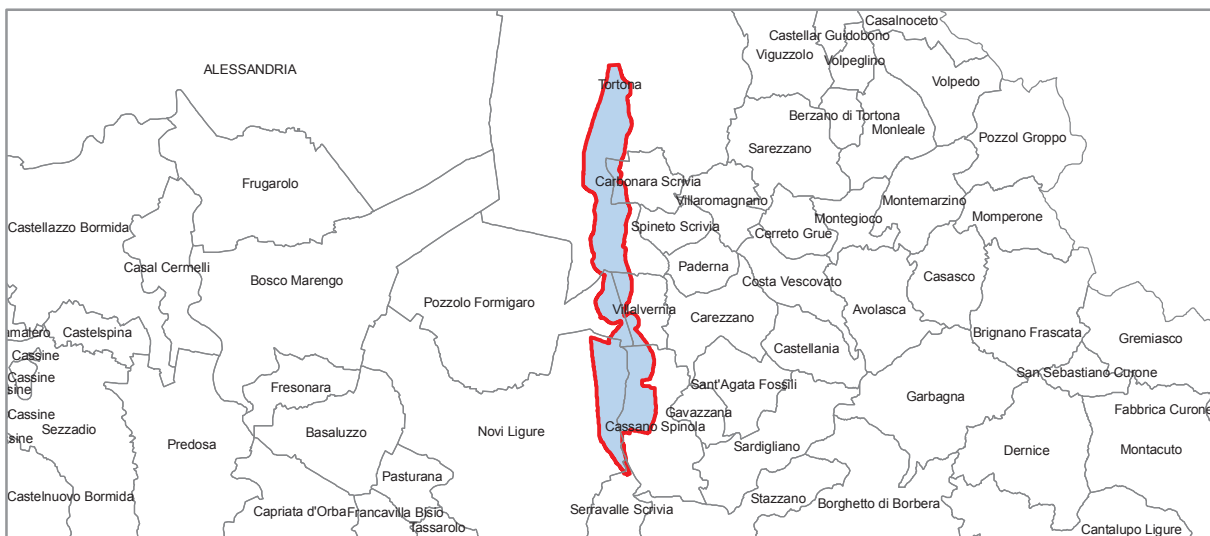 Casalnoceto
Castellar Guidobono
Viguzzolo
Volpeglino
ALESSANDRIA
Volpedo
Tortona
Berzano di Tortona
Monleale
Pozzol Groppo
Sarezzano
Frugarolo
Carbonara Scrivia
Villaromagnano
Montemarzino
Montegioco
Momperone
Castellazzo Bormida
Spineto Scrivia
Cerreto Grue
Casal Cermelli
Paderna
Bosco Marengo
Costa Vescovato
Casasco
Pozzolo Formigaro
Villalvernia
Carezzano
Avolasca
Castelspina
Brignano Frascata
Gremiasco
Cassine
Castellania
San Sebastiano Curone
Cassine
Fresonara
Sant'Agata Fossili
Garbagna
Fabbrica Curone
Cassine
Gavazzana
Sezzadio
Basaluzzo
Novi Ligure
Cassano Spinola
Predosa
Sardigliano
Dernice
Montacuto
Pasturana
Castelnuovo Bormida
Stazzano
Borghetto di Borbera
Capriata d'Orba
Francavilla Bisio
Serravalle Scrivia
Tassarolo
Cantalupo Ligure